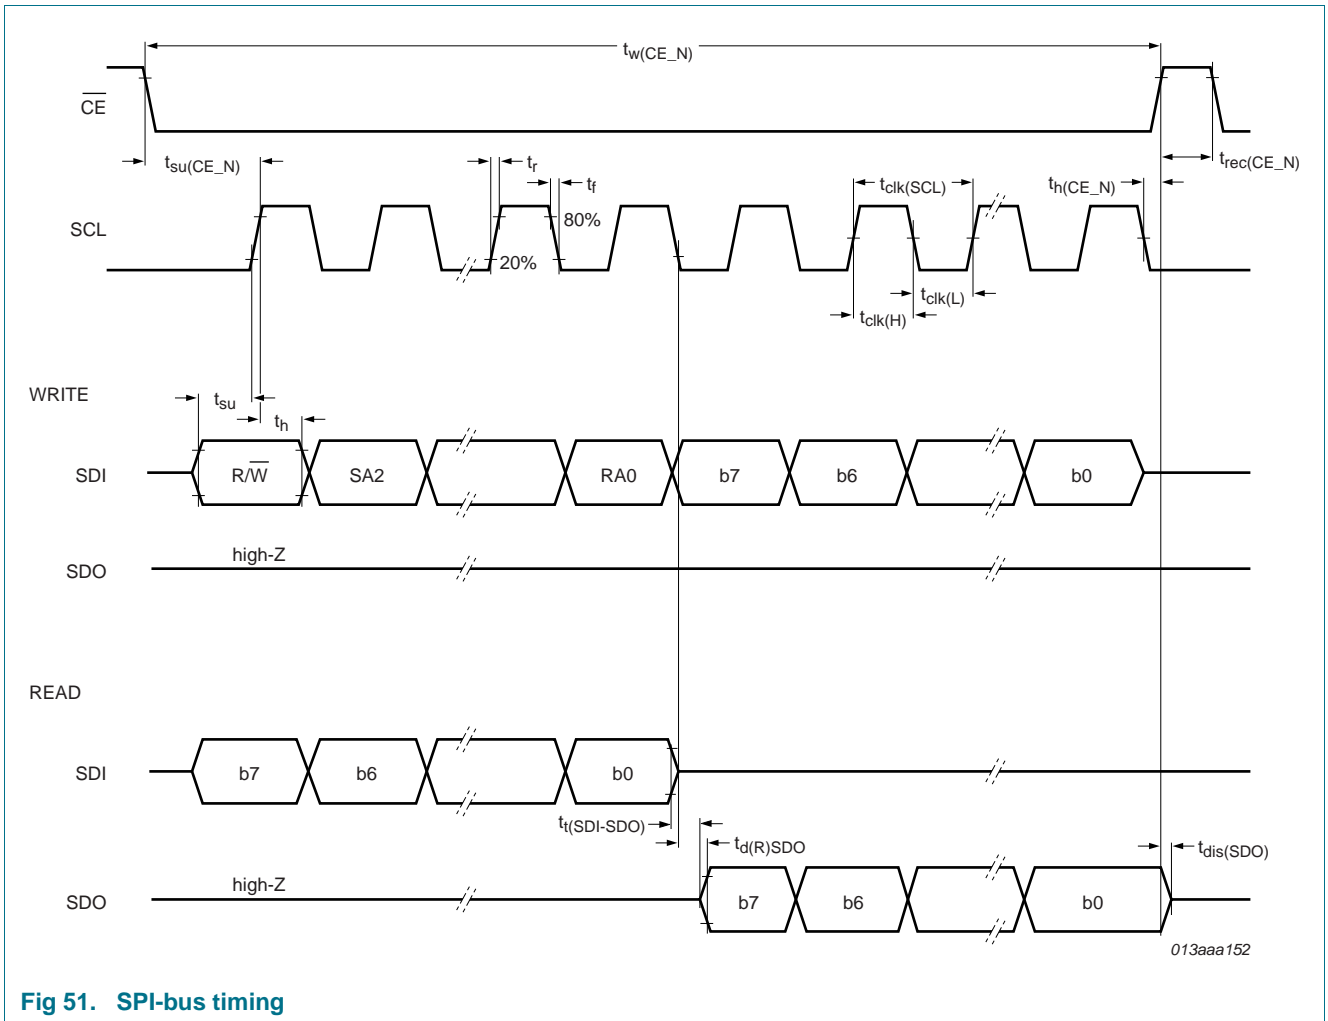 tw(CE_N)
CE
tsu(CE_N)
tr
tf
tclk(SCL)
th(CE_N)
trec(CE_N)
SCL
80%
20%
tclk(L)
tclk(H)
WRITE
tsu
th
SDI R/W SA2 RA0 b7 b6 b0
high-Z
SDO
READ
SDI b7 b6 b0
tt(SDI-SDO)
td(R)SDO
tdis(SDO)
high-Z
SDO b7 b6 b0
013aaa152
Fig 51. SPI-bus timing